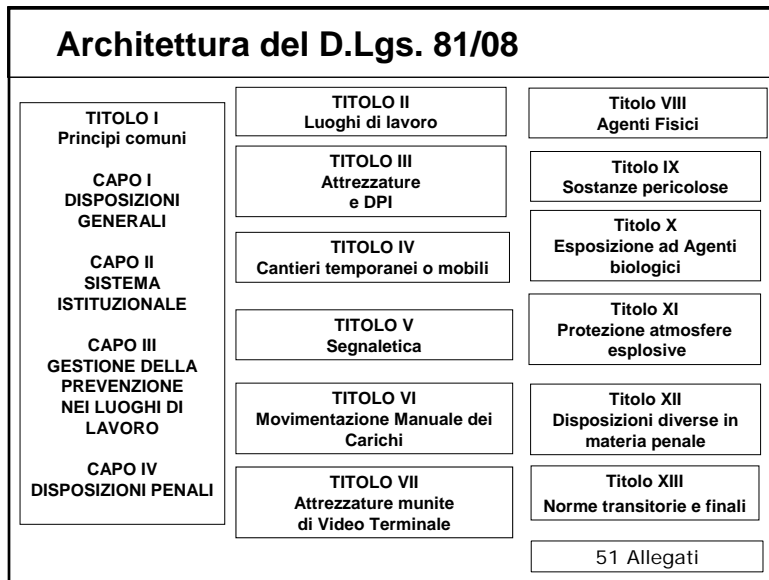 Architettura del D.Lgs. 81/08
TITOLO I
Principi comuni
CAPO I
DISPOSIZIONI
GENERALI
CAPO II
SISTEMA
ISTITUZIONALE
CAPO III
GESTIONE DELLA
PREVENZIONE
NEI LUOGHI DI
LAVORO
CAPO IV
DISPOSIZIONI PENALI
TITOLO II
Luoghi di lavoro
TITOLO III
Attrezzature
e DPI
TITOLO IV
Cantieri temporanei o mobili
TITOLO V
Segnaletica
TITOLO VI
Movimentazione Manuale dei
Carichi
TITOLO VII
Attrezzature munite
di Video Terminale
Titolo VIII
Agenti Fisici
Titolo IX
Sostanze pericolose
Titolo X
Esposizione ad Agenti
biologici
Titolo XI
Protezione atmosfere
esplosive
Titolo XII
Disposizioni diverse in
materia penale
Titolo XIII
Norme transitorie e finali
51 Allegati